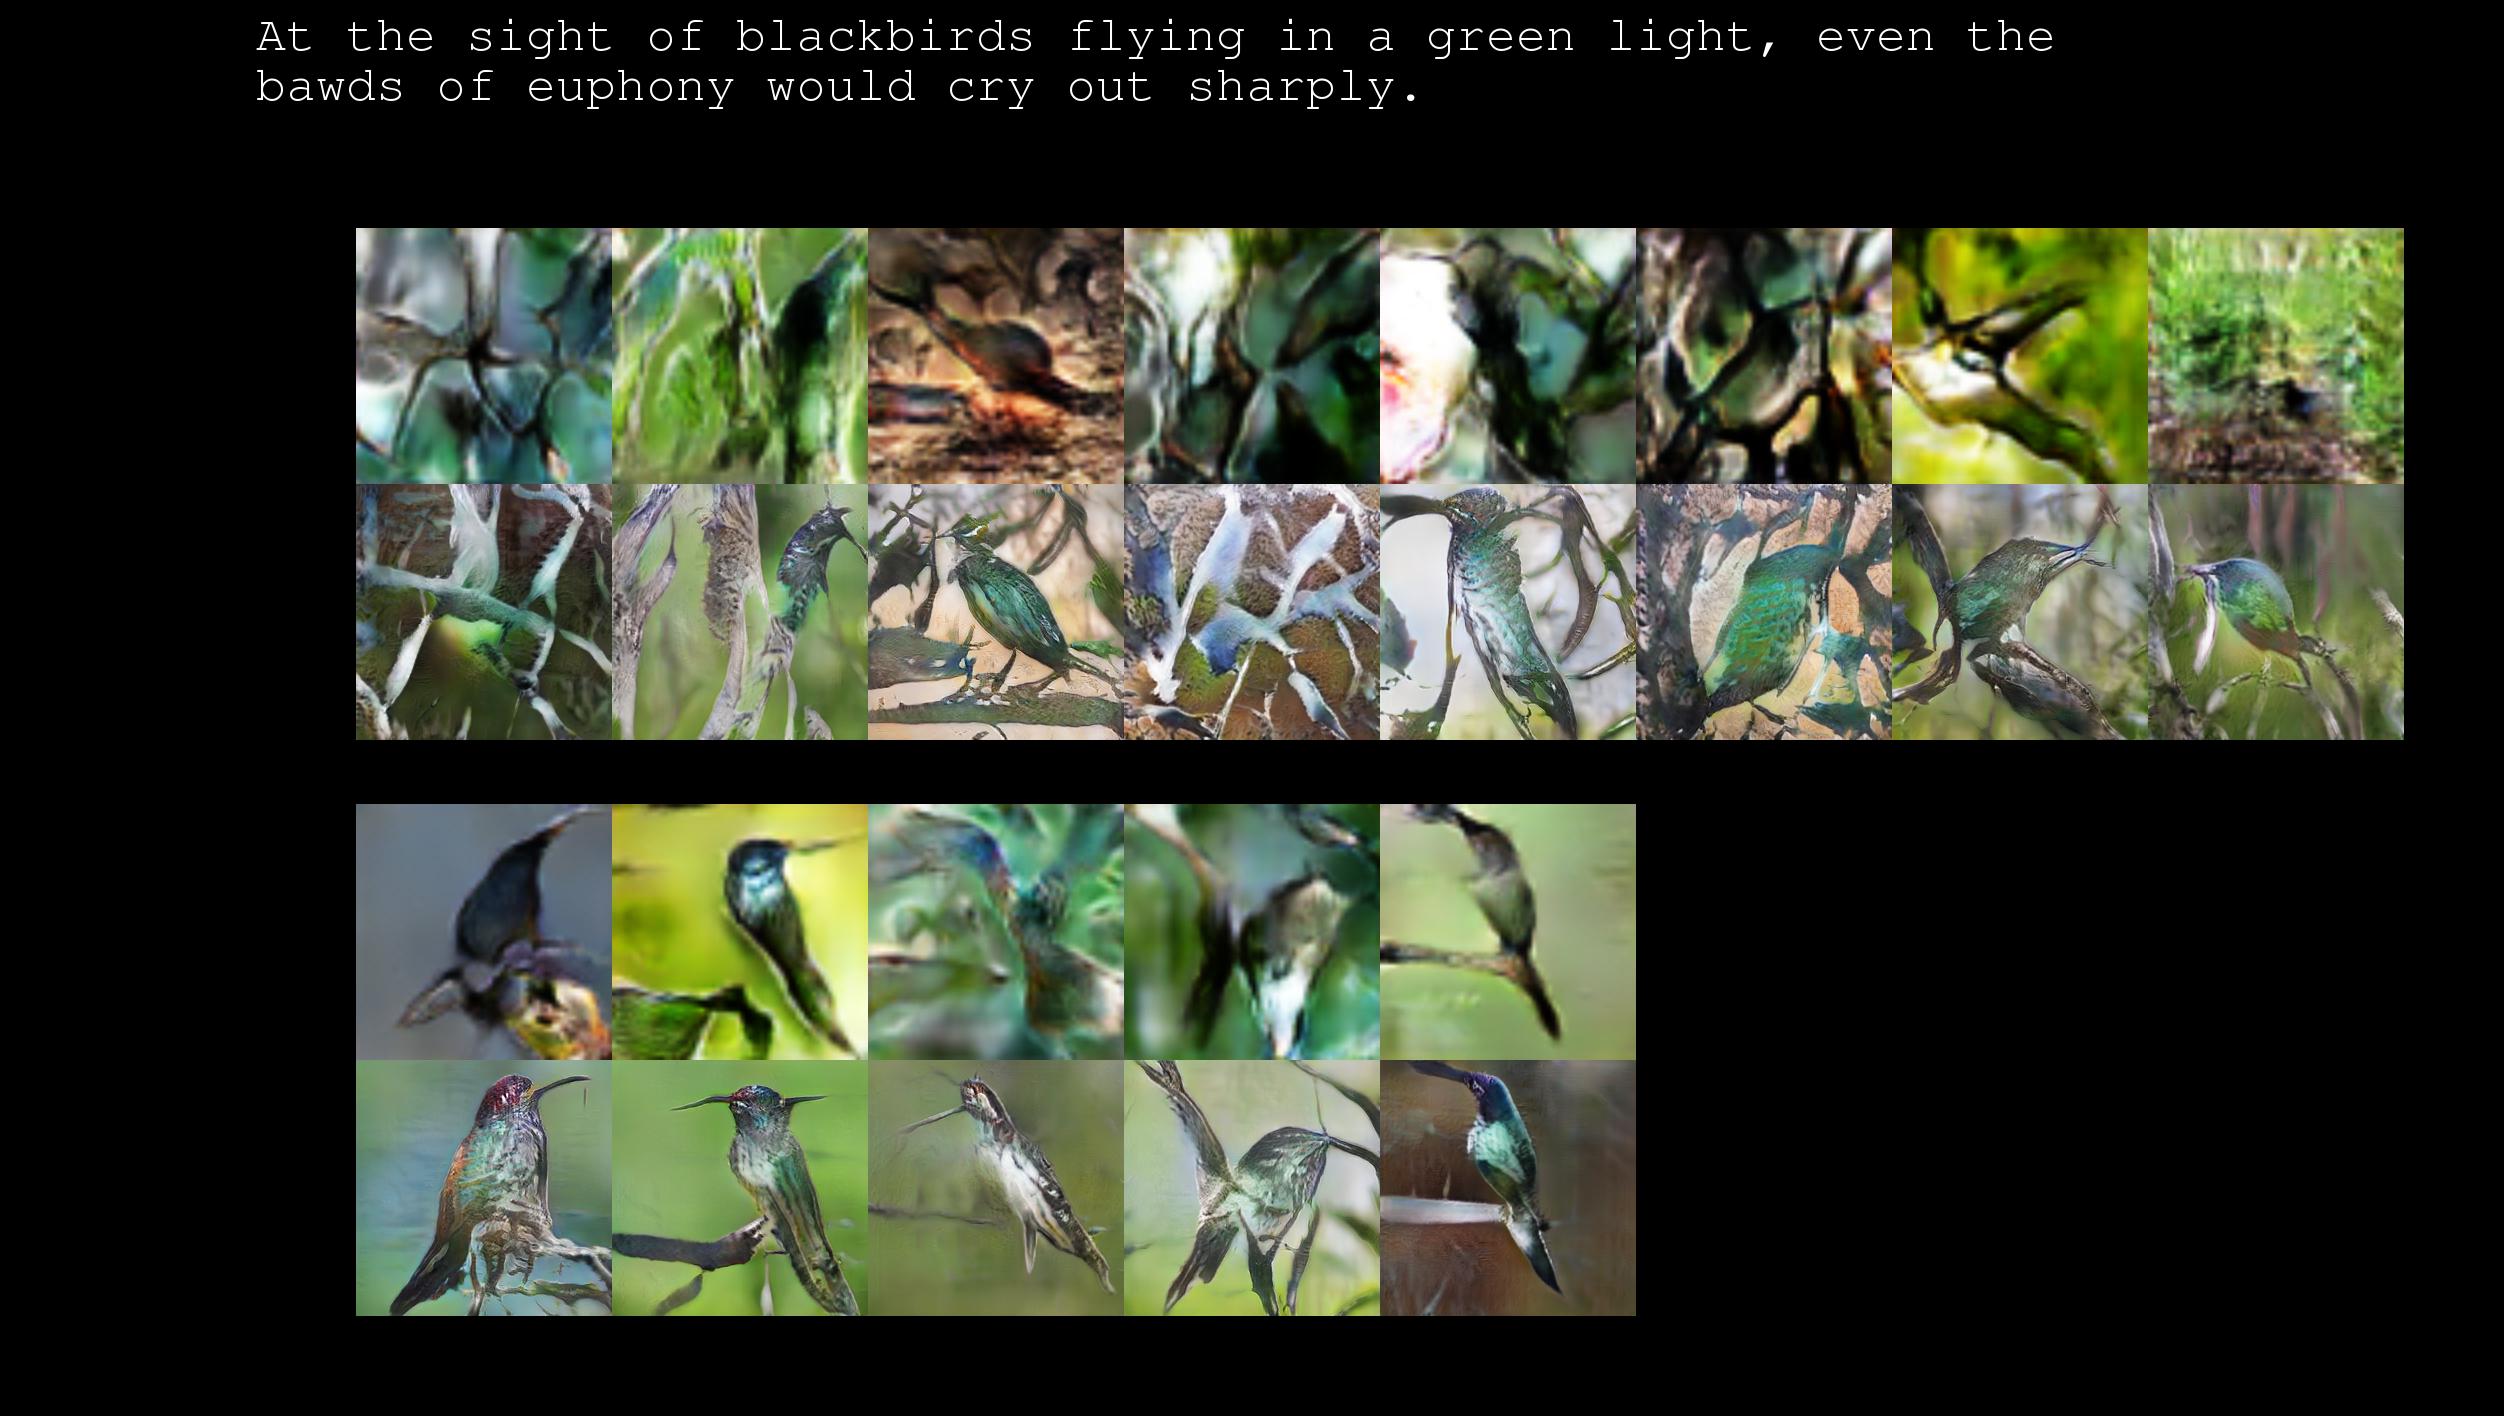 At the sight of blackbirds flying in a green light, even the
bawds of euphony would cry out sharply.